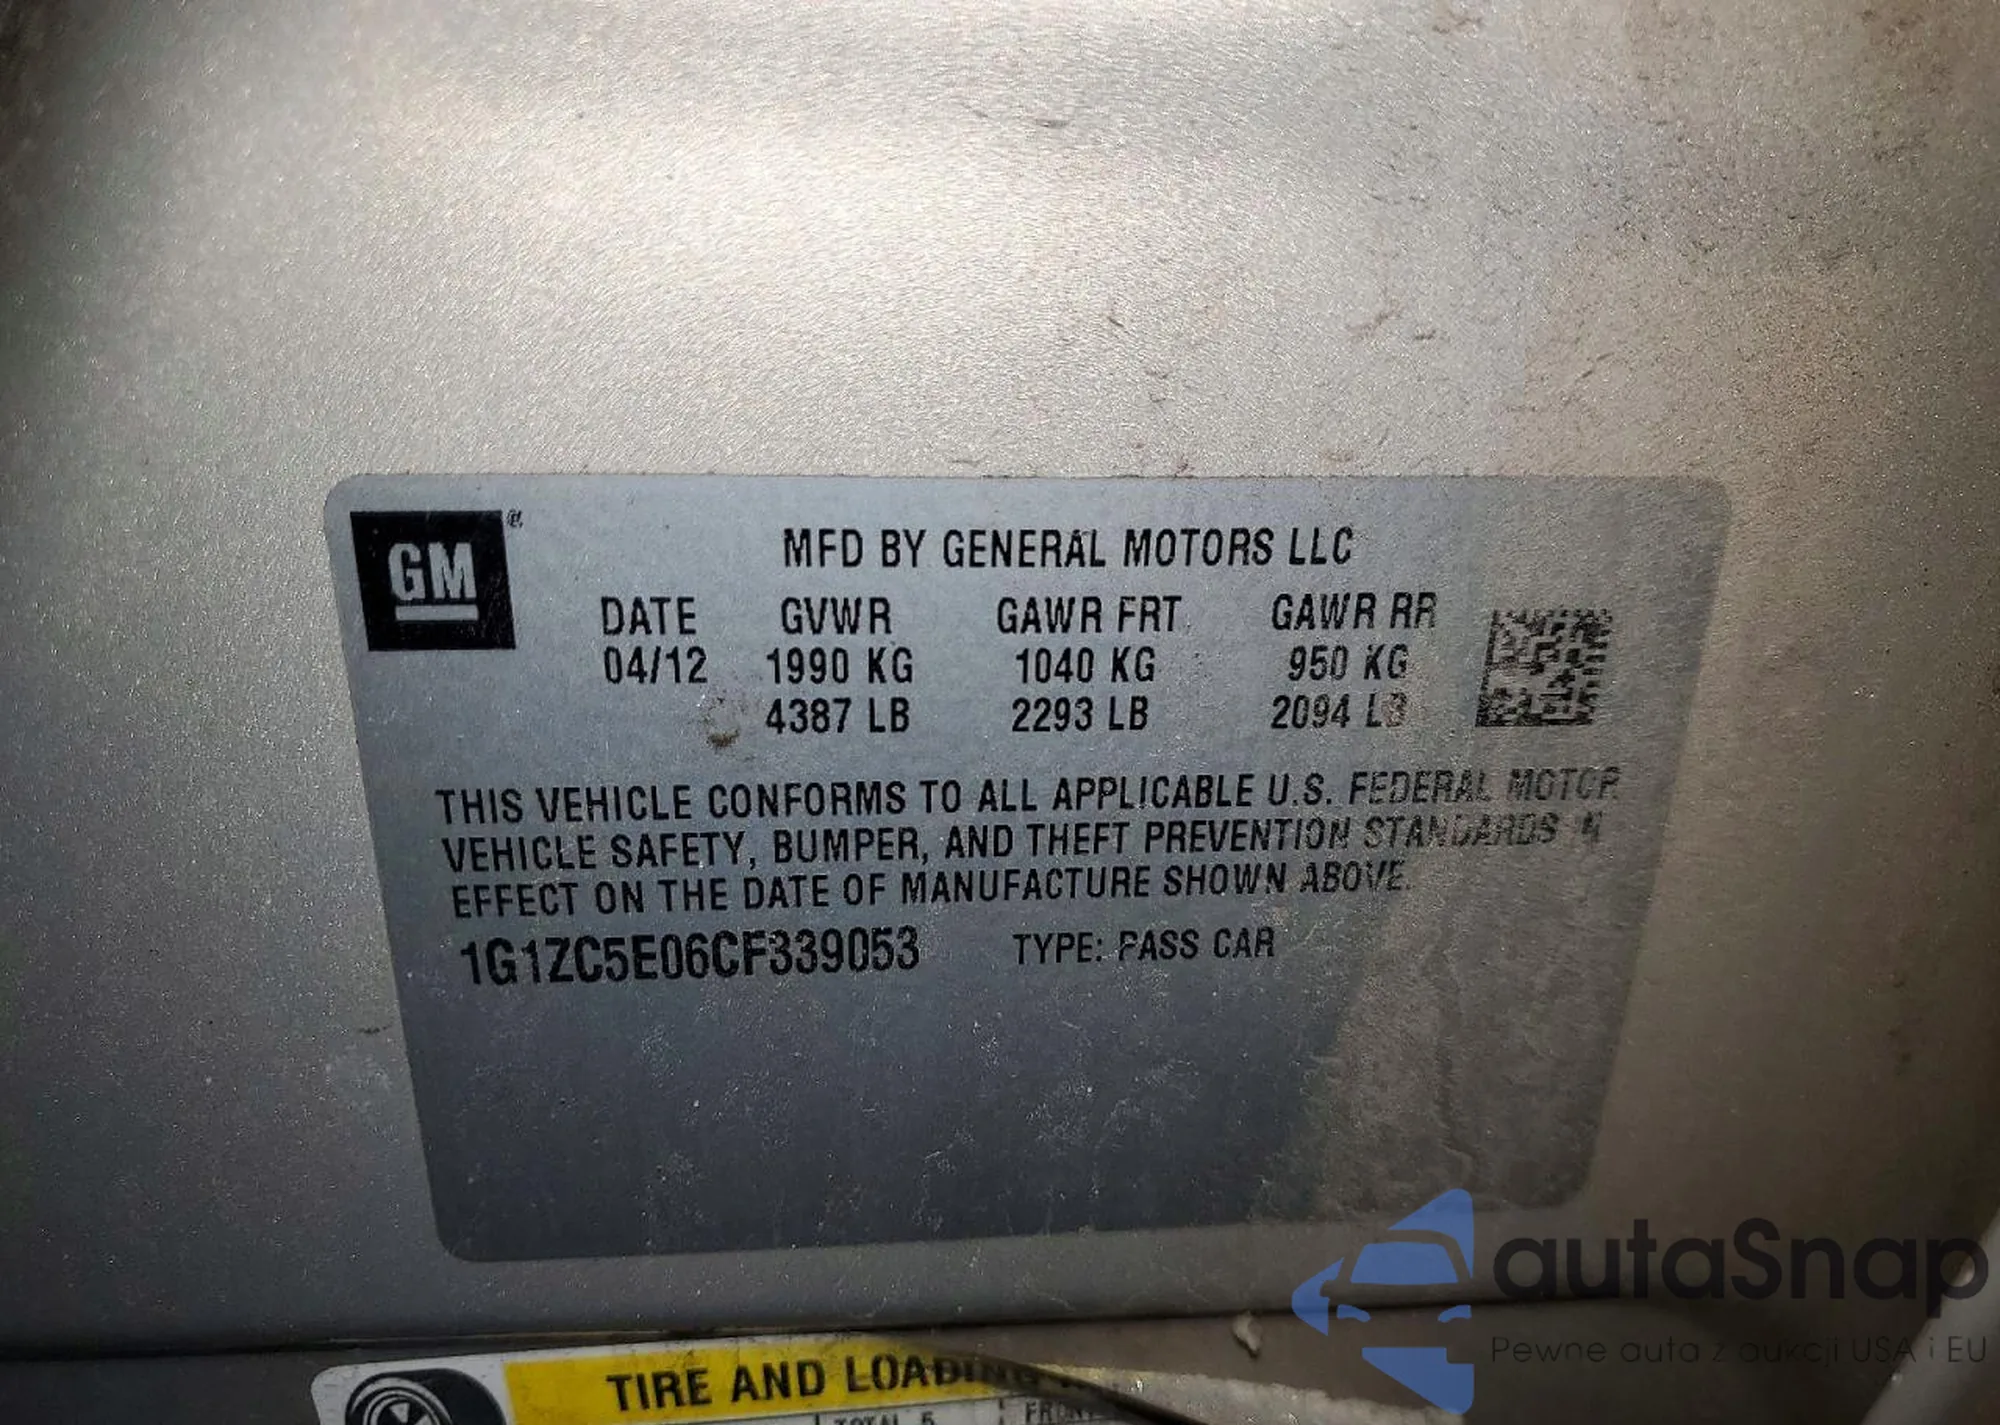 GM
MFD BY GENERAL MOTORS LLC
DATE GVWR GAWR FRT GAWR RR
04/12 1990 KG 1040 KG 950 KG
4387 LB 2293 LB 2094 LB
THIS VEHICLE CONFORMS TO ALL APPLICABLE U.S. FEDERAL MOTOR
VEHICLE SAFETY, BUMPER, AND THEFT PREVENTION STANDARDS IN
EFFECT ON THE DATE OF MANUFACTURE SHOWN ABOVE.
1G1ZC5E06CF339053 TYPE: PASS CAR
autaSnap
Pewne auta z aukcji USA i EU
TIRE AND LOADING
TOTAL 5 FRONT